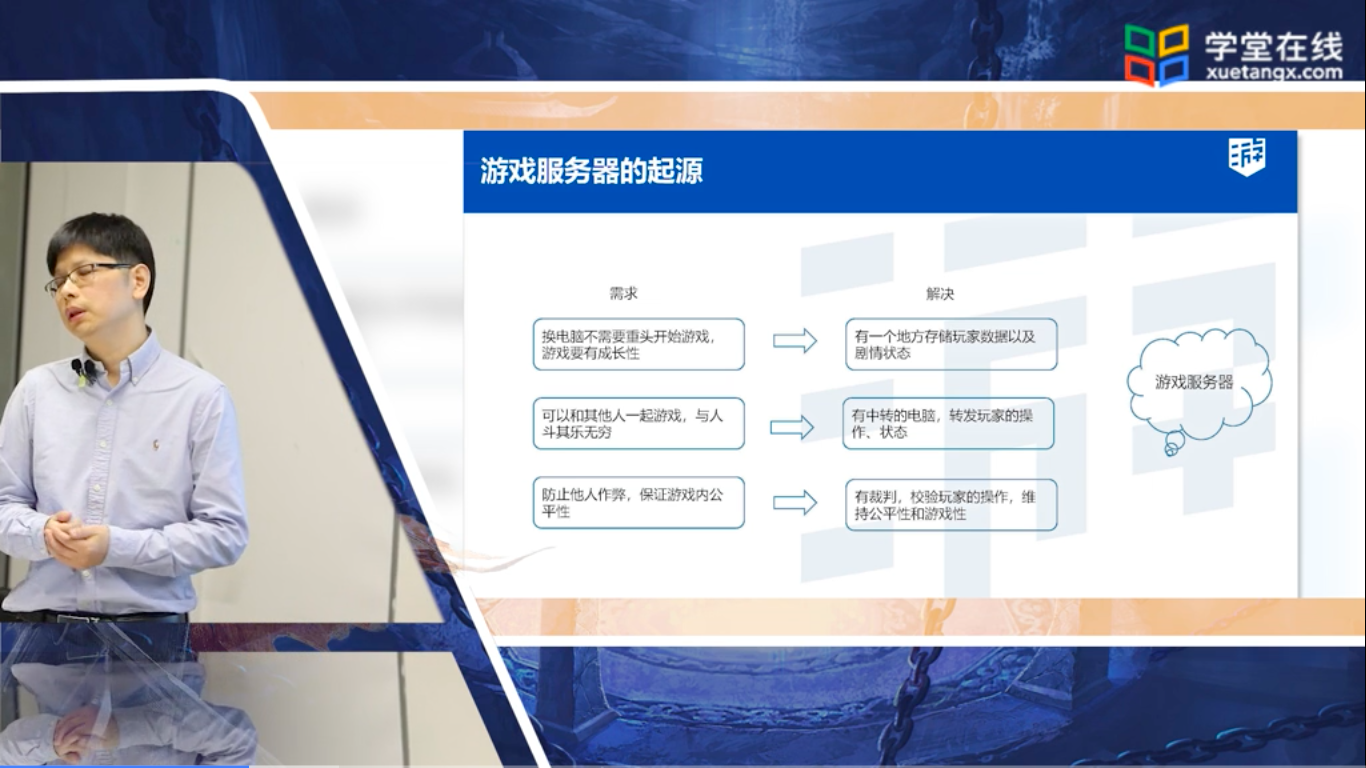 学堂在线
xuetangx.com
游戏服务器的起源
需求
解决
换电脑不需要重头开始游戏，
游戏要有成长性
有一个地方存储玩家数据以及
剧情状态
可以和其他人一起游戏，与人
斗其乐无穷
有中转的电脑，转发玩家的操
作、状态
防止他人作弊，保证游戏内公
平性
有裁判，校验玩家的操作，维
持公平性和游戏性
游戏服务器